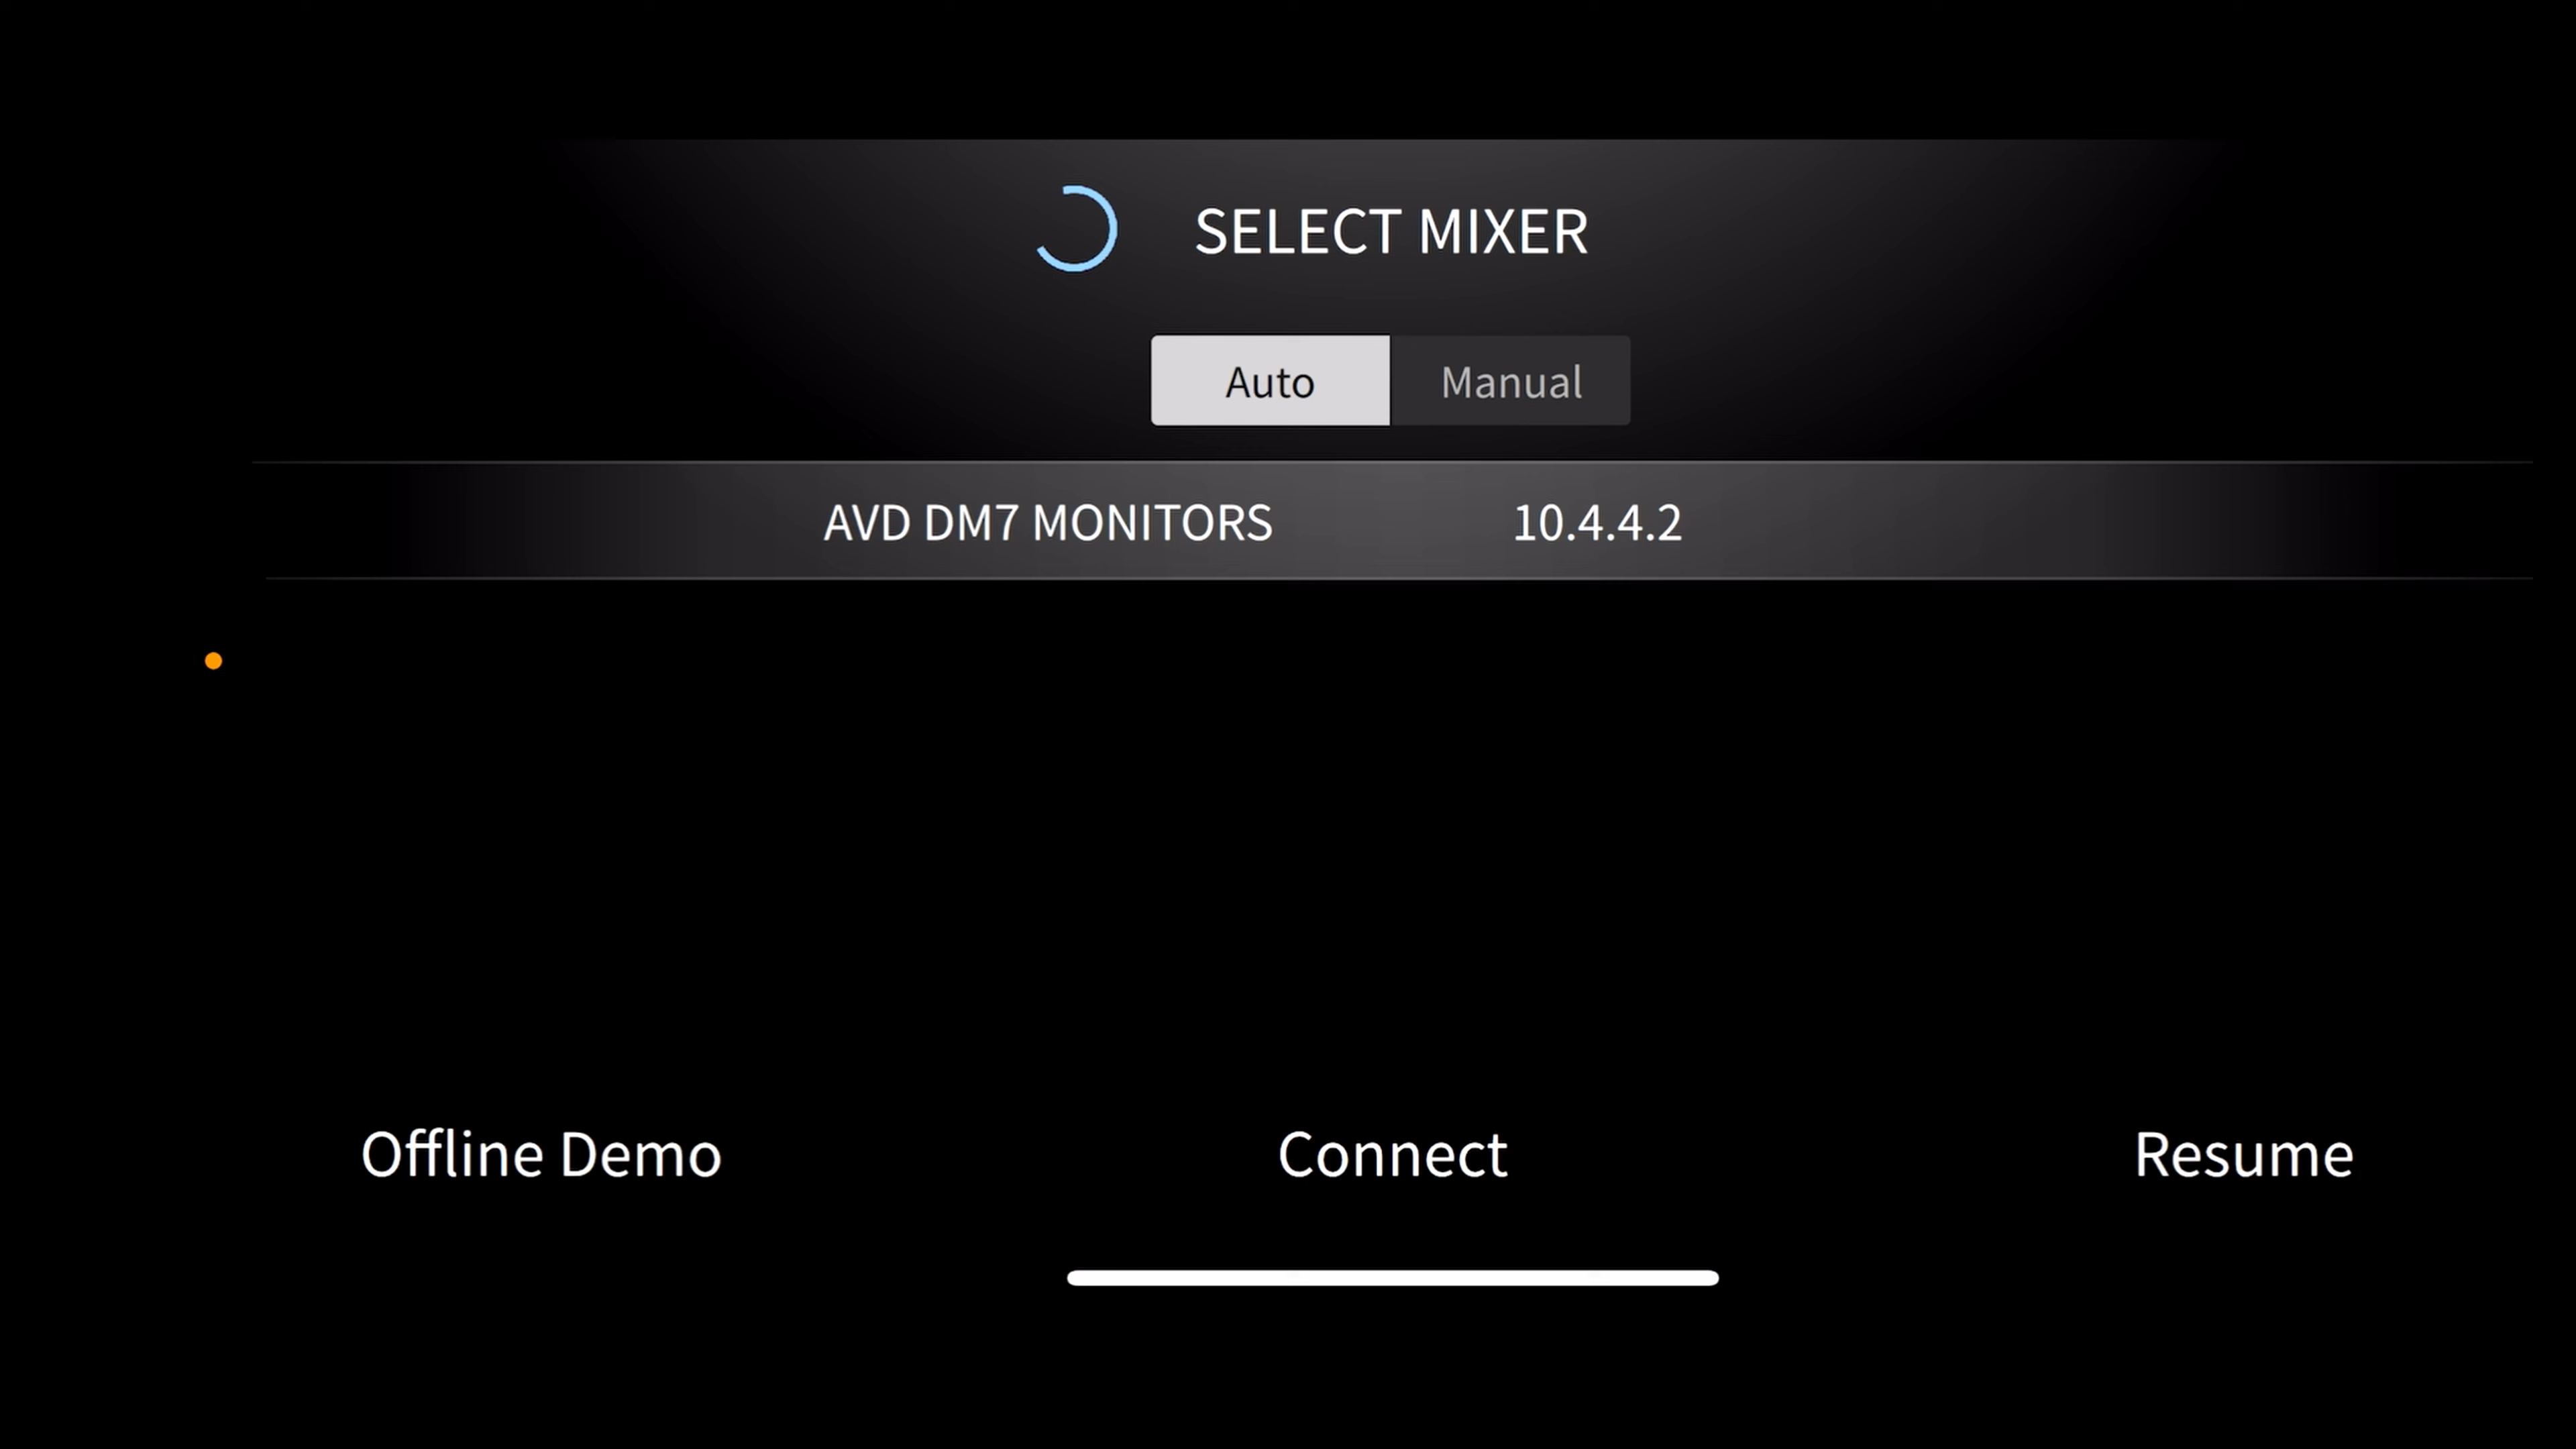 SELECT MIXER
Auto Manual
AVD DM7 MONITORS 10.4.4.2
Offline Demo Connect Resume